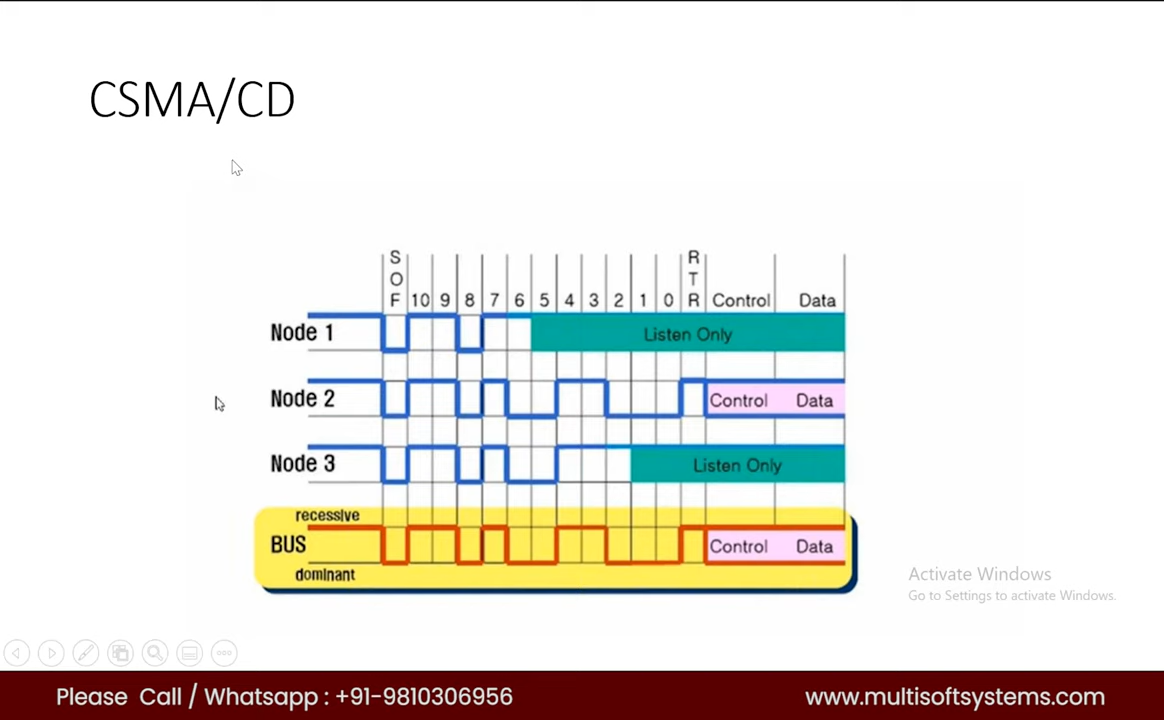 CSMA/CD
S
O
F 10 9 8 7 6 5 4 3 2 1 0 R
T
R Control Data
Node 1 Listen Only
Node 2 Control Data
Node 3 Listen Only
recessive
BUS Control Data
dominant
Activate Windows
Go to Settings to activate Windows.
Please Call / Whatsapp : +91-9810306956 www.multisoftsystems.com